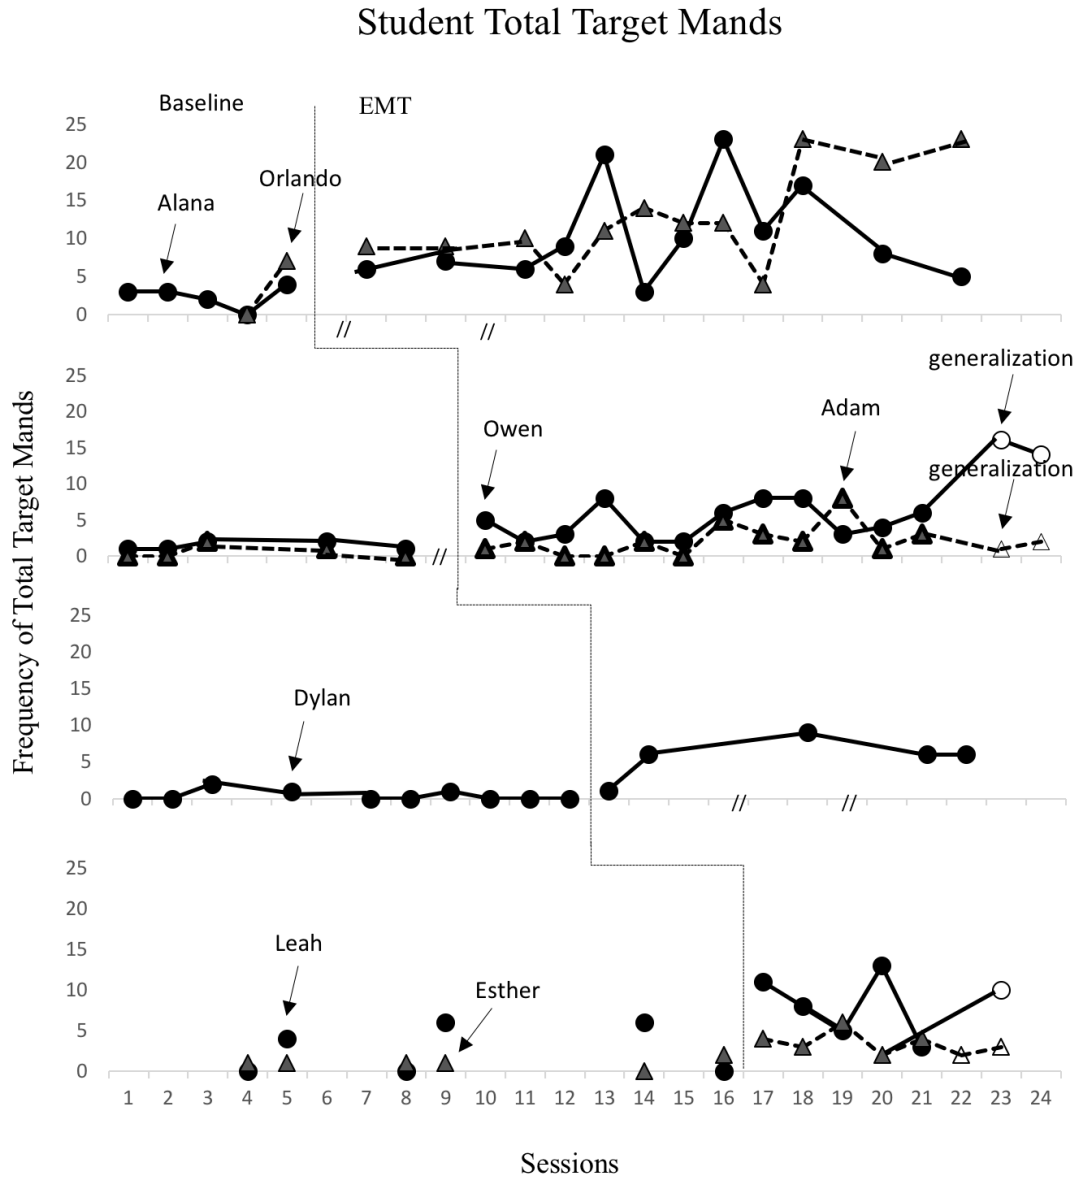 Student Total Target Mands
Baseline
EMT
25
20
15
10
5
0
Orlando
Alana
// //
Frequency of Total Target Mands
25
20
15
10
5
0
generalization
Adam
Owen
generalization
//
25
20
15
10
5
0
Dylan
// //
25
20
15
10
5
0
Leah
Esther
1 2 3 4 5 6 7 8 9 10 11 12 13 14 15 16 17 18 19 20 21 22 23 24
Sessions